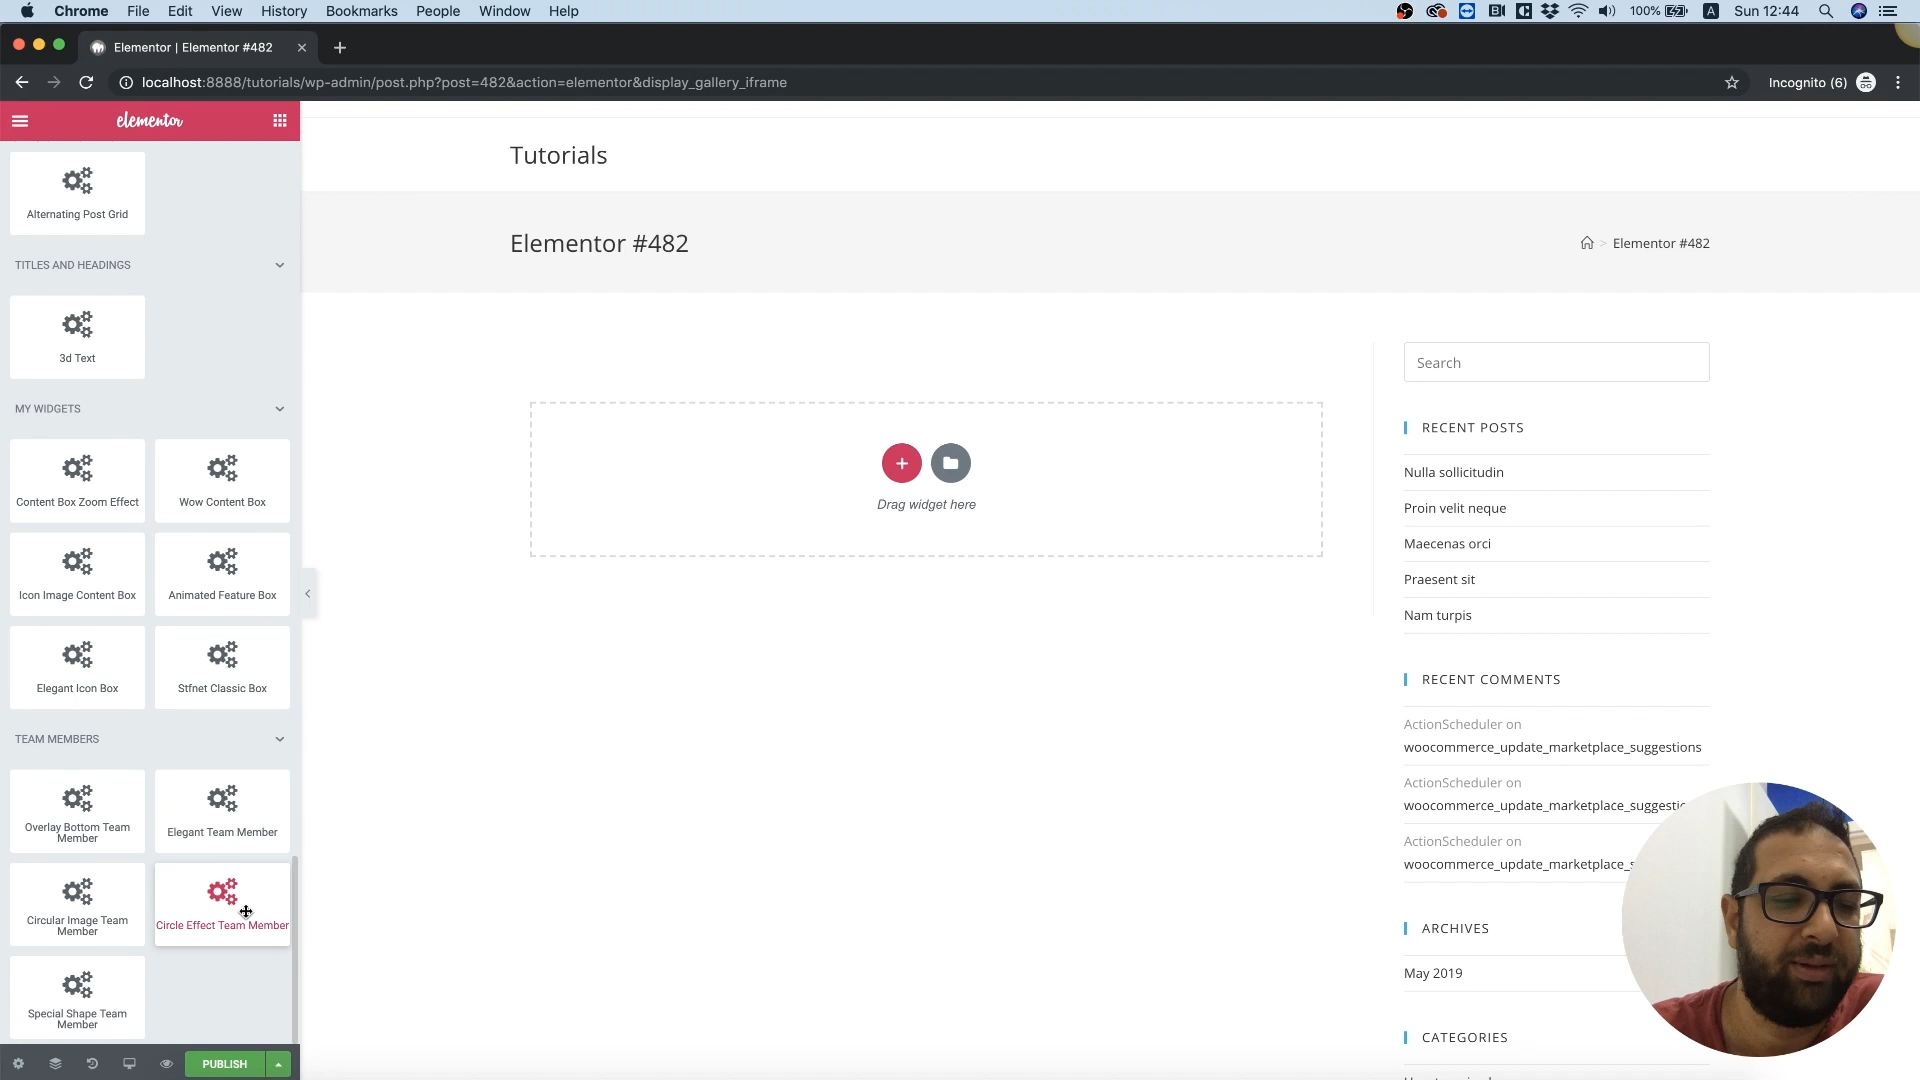 Chrome File Edit View History Bookmarks People Window Help 100% A Sun 12:44
Elementor | Elementor #482
localhost:8888/tutorials/wp-admin/post.php?post=482&action=elementor&display_gallery_iframe
Incognito (6)
elementor
Alternating Post Grid
TITLES AND HEADINGS
3d Text
MY WIDGETS
Content Box Zoom Effect
Wow Content Box
Icon Image Content Box
Animated Feature Box
Elegant Icon Box
Stfnet Classic Box
TEAM MEMBERS
Overlay Bottom Team
Member
Elegant Team Member
Circular Image Team
Member
Circle Effect Team Member
Special Shape Team
Member
PUBLISH
Tutorials
Elementor #482
> Elementor #482
Drag widget here
Search
RECENT POSTS
Nulla sollicitudin
Proin velit neque
Maecenas orci
Praesent sit
Nam turpis
RECENT COMMENTS
ActionScheduler on
woocommerce_update_marketplace_suggestions
ActionScheduler on
woocommerce_update_marketplace_suggestic
ActionScheduler on
woocommerce_update_marketplace_s
ARCHIVES
May 2019
CATEGORIES